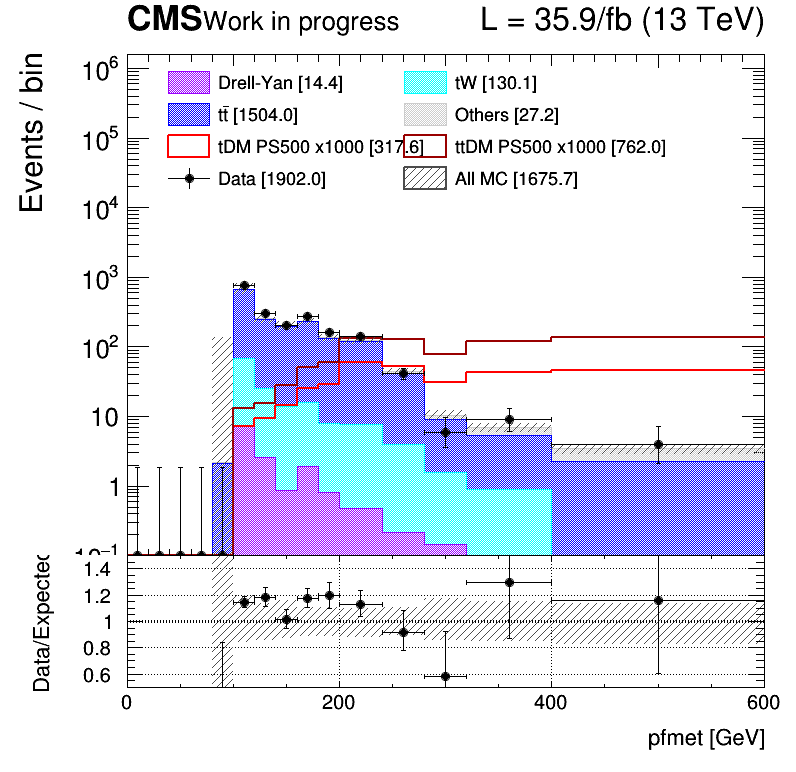 CMS Work in progress L = 35.9/fb (13 TeV)
Events / bin
Drell-Yan [14.4] tW [130.1]
tt̄ [1504.0] Others [27.2]
tDM PS500 x1000 [317.6] ttDM PS500 x1000 [762.0]
Data [1902.0] All MC [1675.7]
10⁶
10⁵
10⁴
10³
10²
10
1
10⁻¹
Data/Expected
1.4
1.2
1
0.8
0.6
0 200 400 600
pfmet [GeV]